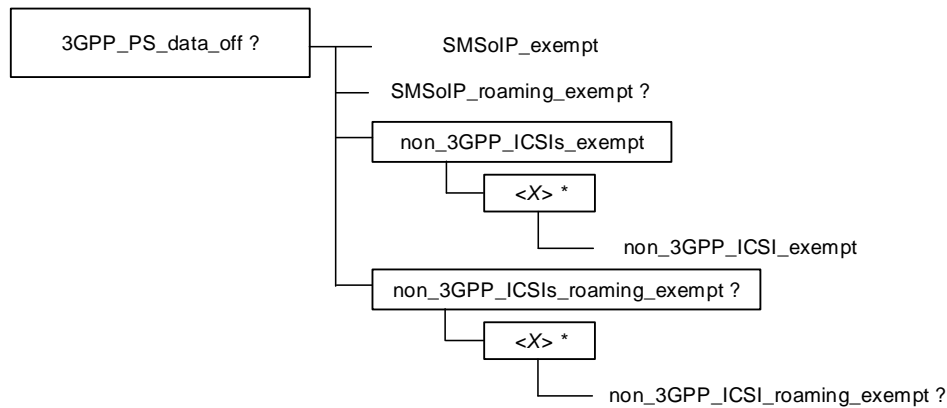 3GPP_PS_data_off ?
SMSoIP_exempt
SMSoIP_roaming_exempt ?
non_3GPP_ICSIs_exempt
<X> *
non_3GPP_ICSI_exempt
non_3GPP_ICSIs_roaming_exempt ?
<X> *
non_3GPP_ICSI_roaming_exempt ?